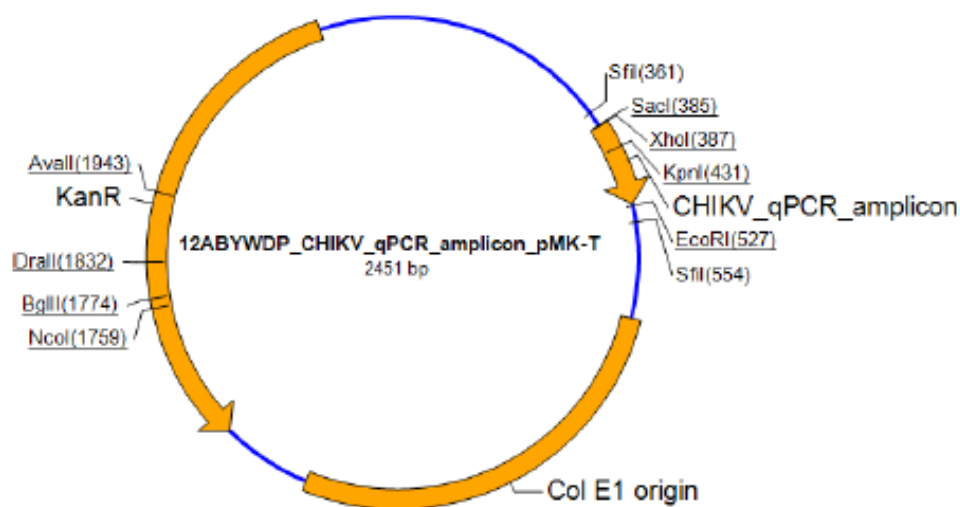 SfiI(361)
SacI(385)
XhoI(387)
KpnI(431)
CHIKV_qPCR_amplicon
EcoRI(527)
SfiI(554)
AvaII(1943)
KanR
DraII(1832)
BglII(1774)
NcoI(1759)
12ABYWDP_CHIKV_qPCR_amplicon_pMK-T
2451 bp
Col E1 origin